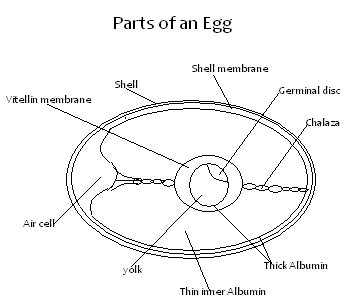 Parts of an Egg
Shell membrane
Shell
Germinal disc
Vitellin membrane
Chalaza
Air cell
yolk
Thick Albumin
Thin inner Albumin